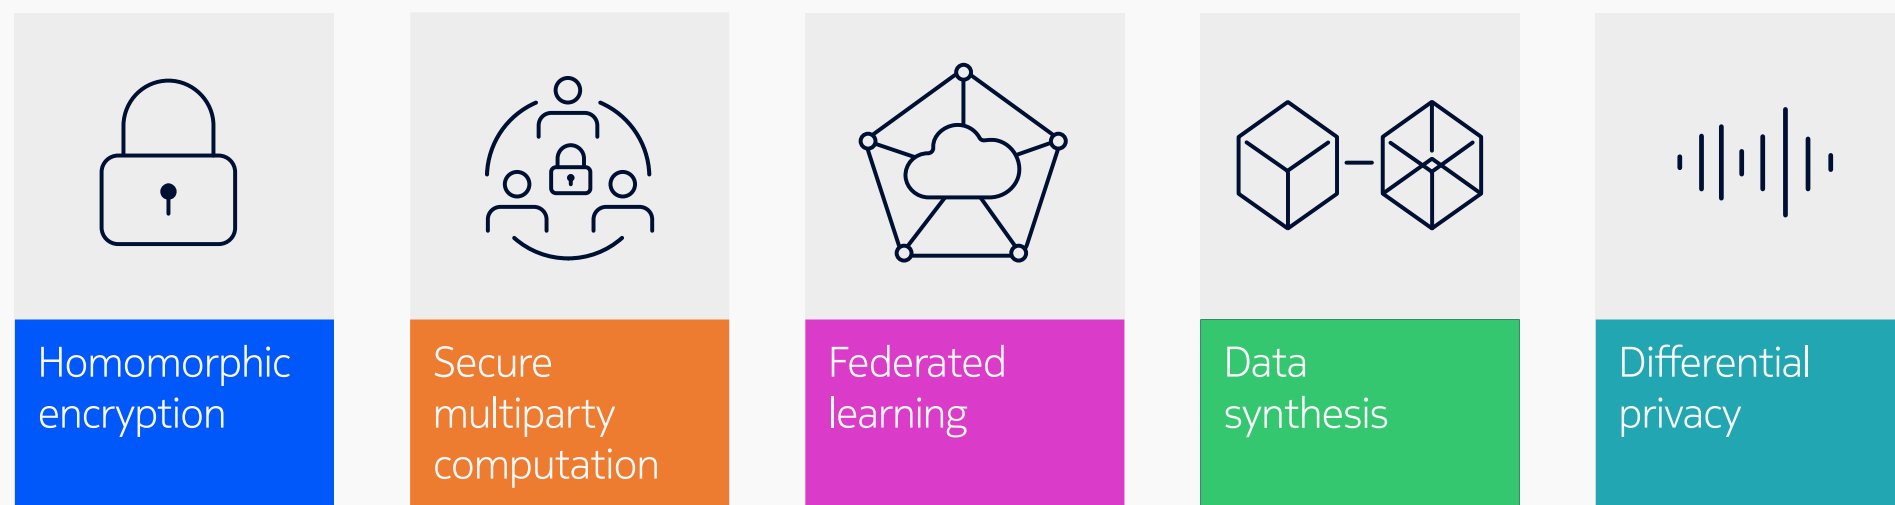 Homomorphic
encryption
Secure
multiparty
computation
Federated
learning
Data
synthesis
Differential
privacy